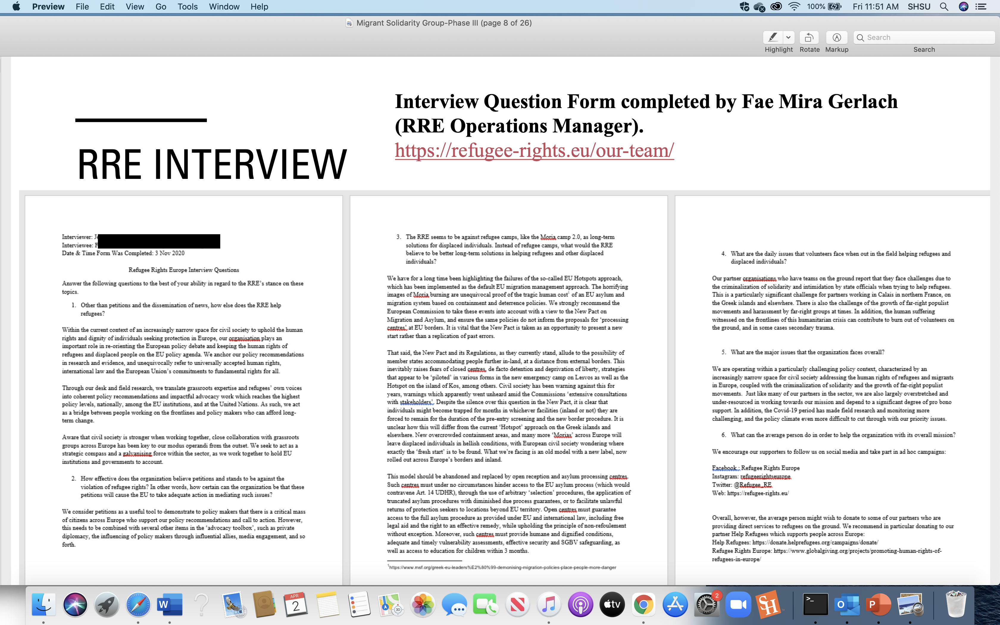 Preview File Edit View Go Tools Window Help 100% Fri 11:51 AM SHSU
Migrant Solidarity Group-Phase III (page 8 of 26)
Search
Highlight Rotate Markup Search
Interview Question Form completed by Fae Mira Gerlach
(RRE Operations Manager).
https://refugee-rights.eu/our-team/
RRE INTERVIEW
Interviewer: Je
Interviewee: F
Date & Time Form Was Completed: 3 Nov 2020
Refugee Rights Europe Interview Questions
Answer the following questions to the best of your ability in regard to the RRE's stance on these
topics.
1. Other than petitions and the dissemination of news, how else does the RRE help
refugees?
Within the current context of an increasingly narrow space for civil society to uphold the human
rights and dignity of individuals seeking protection in Europe, our organisation plays an
important role in re-orienting the European policy debate and keeping the human rights of
refugees and displaced people on the EU policy agenda. We anchor our policy recommendations
in research and evidence, and unequivocally refer to universally accepted human rights,
international law and the European Union's commitments to fundamental rights for all.
Through our desk and field research, we translate grassroots expertise and refugees' own voices
into coherent policy recommendations and impactful advocacy work which reaches the highest
policy levels, nationally, among the EU institutions, and at the United Nations. As such, we act
as a bridge between people working on the frontlines and policy makers who can afford long-
term change.
Aware that civil society is stronger when working together, close collaboration with grassroots
groups across Europe has been key to our modus operandi from the outset. We seek to act as a
strategic compass and a galvanising force within the sector, as we work together to hold EU
institutions and governments to account.
2. How effective does the organization believe petitions and stands to be against the
violation of refugee rights? In other words, how certain can the organization be that these
petitions will cause the EU to take adequate action in mediating such issues?
We consider petitions as a useful tool to demonstrate to policy makers that there is a critical mass
of citizens across Europe who support our policy recommendations and call to action. However,
this needs to be combined with several other items in the 'advocacy toolbox', such as private
diplomacy, the influencing of policy makers through influential allies, media engagement, and so
forth.
3. The RRE seems to be against refugee camps, like the Moria camp 2.0, as long-term
solutions for displaced individuals. Instead of refugee camps, what would the RRE
believe to be better long-term solutions in helping refugees and other displaced
individuals?
We have for a long time been highlighting the failures of the so-called EU Hotspots approach,
which has been implemented as the default EU migration management approach. The horrifying
images of Moria burning are unequivocal proof of the tragic human cost1 of an EU asylum and
migration system based on containment and deterrence policies. We strongly recommend the
European Commission to take these events into account with a view to the New Pact on
Migration and Asylum, and ensure the same policies do not inform the proposals for 'processing
centres' at EU borders. It is vital that the New Pact is taken as an opportunity to present a new
start rather than a replication of past errors.
That said, the New Pact and its Regulations, as they currently stand, allude to the possibility of
member states accommodating people further in-land, at a distance from external borders. This
inevitably raises fears of closed centres, de facto detention and deprivation of liberty, strategies
that appear to be 'piloted' in various forms in the new emergency camp on Lesvos as well as the
Hotspot on the island of Kos, among others. Civil society has been warning against this for
years, warnings which apparently went unheard amid the Commissions 'extensive consultations
with stakeholders'. Despite the silence over this question in the New Pact, it is clear that
individuals might become trapped for months in whichever facilities (inland or not) they are
forced to remain for the duration of the pre-entry screening and the new border procedure. It is
unclear how this will differ from the current 'Hotspot' approach on the Greek islands and
elsewhere. New overcrowded containment areas, and many more 'Morias' across Europe will
leave displaced individuals in hellish conditions, with European civil society wondering where
exactly the 'fresh start' is to be found. What we're facing is an old model with a new label, now
rolled out across Europe's borders and inland.
This model should be abandoned and replaced by open reception and asylum processing centres.
Such centres must under no circumstances hinder access to the EU asylum process (which would
contravene Art. 14 UDHR), through the use of arbitrary 'selection' procedures, the application of
truncated asylum procedures with diminished due process guarantees, or to facilitate unlawful
returns of protection seekers to locations beyond EU territory. Open centres must guarantee
access to the full asylum procedure as provided under EU and international law, including free
legal aid and the right to an effective remedy, while upholding the principle of non-refoulement
without exception. Moreover, such centres must provide humane and dignified conditions,
adequate and timely vulnerability assessments, effective security and SGBV safeguarding, as
well as access to education for children within 3 months.
1https://www.msf.org/greek-eu-leaders%E2%80%99-demonising-migration-policies-place-people-more-danger
4. What are the daily issues that volunteers face when out in the field helping refugees and
displaced individuals?
Our partner organisations who have teams on the ground report that they face challenges due to
the criminalization of solidarity and intimidation by state officials when trying to help refugees.
This is a particularly significant challenge for partners working in Calais in northern France, on
the Greek islands and elsewhere. There is also the challenge of the growth of far-right populist
movements and harassment by far-right groups at times. In addition, the human suffering
witnessed on the frontlines of this humanitarian crisis can contribute to burn out of volunteers on
the ground, and in some cases secondary trauma.
5. What are the major issues that the organization faces overall?
We are operating within a particularly challenging policy context, characterized by an
increasingly narrow space for civil society addressing the human rights of refugees and migrants
in Europe, coupled with the criminalization of solidarity and the growth of far-right populist
movements. Just like many of our partners in the sector, we are also largely overstretched and
under-resourced in working towards our mission and depend to a significant degree of pro bono
support. In addition, the Covid-19 period has made field research and monitoring more
challenging, and the policy climate even more difficult to cut through with our priority issues.
6. What can the average person do in order to help the organization with its overall mission?
We encourage our supporters to follow us on social media and take part in ad hoc campaigns:
Facebook : Refugee Rights Europe
Instagram: refugeerightseurope
Twitter: @Refugee_RE
Web: https://refugee-rights.eu/
Overall, however, the average person might wish to donate to some of our partners who are
providing direct services to refugees on the ground. We recommend in particular donating to our
partner Help Refugees which supports people across Europe:
Help Refugees: https://donate.helprefugees.org/campaigns/donate/
Refugee Rights Europe: https://www.globalgiving.org/projects/promoting-human-rights-of-
refugees-in-europe/
W APR 2 3D tv 2 SH >_ O P